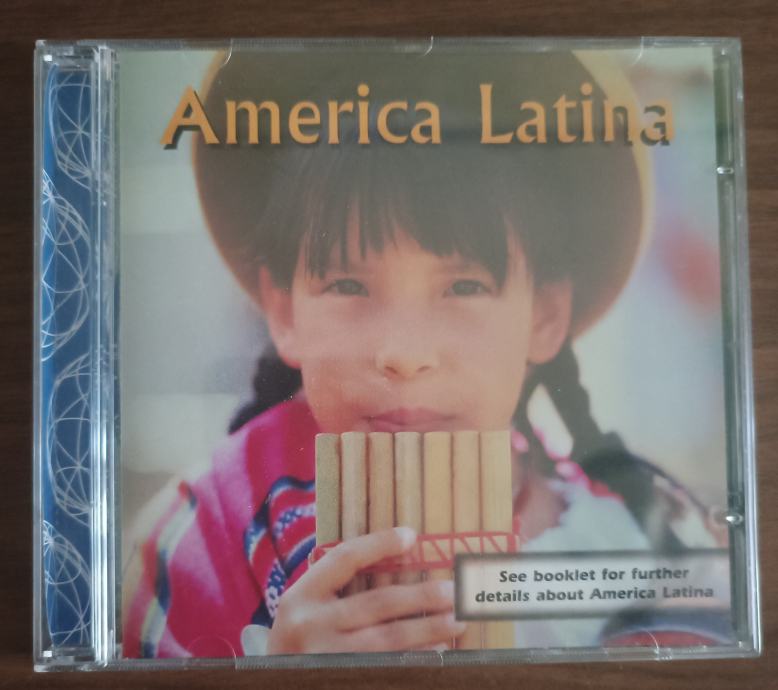 America Latina
See booklet for further
details about America Latina